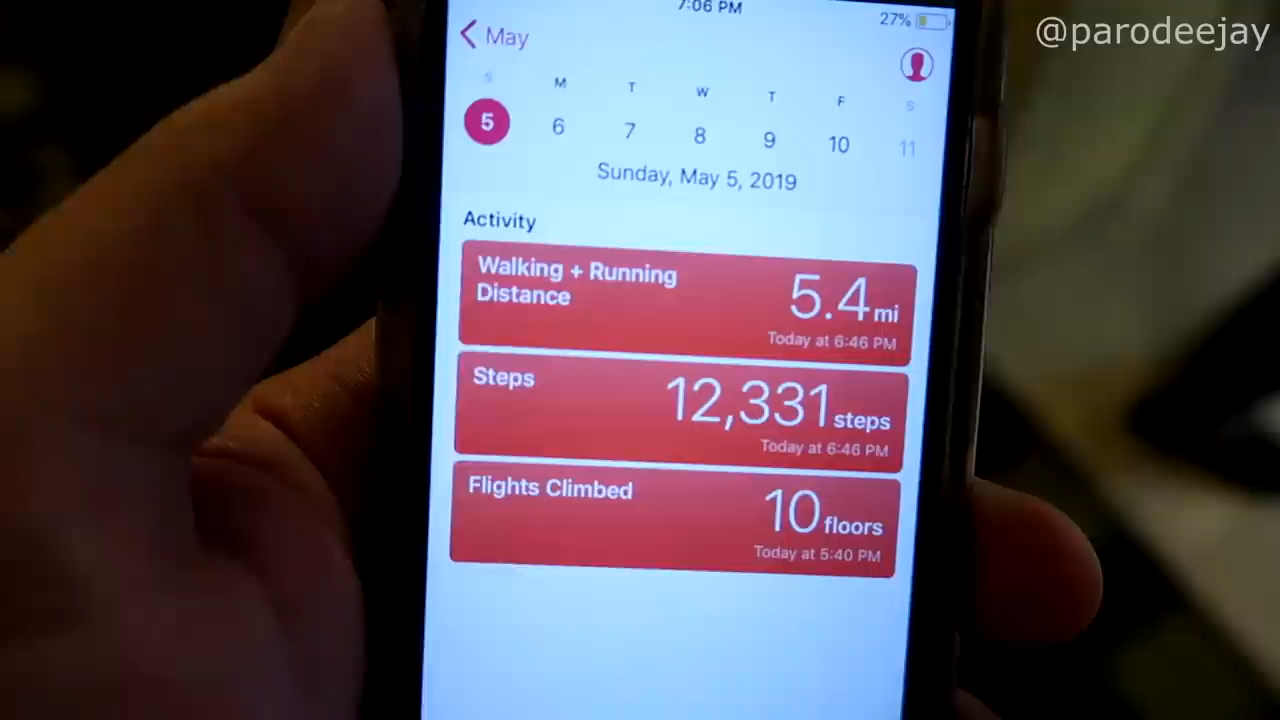 7:06 PM
27%
@parodeejay
May
S M T W T F S
5 6 7 8 9 10 11
Sunday, May 5, 2019
Activity
Walking + Running
Distance
5.4 mi
Today at 6:46 PM
Steps
12,331 steps
Today at 6:46 PM
Flights Climbed
10 floors
Today at 5:40 PM